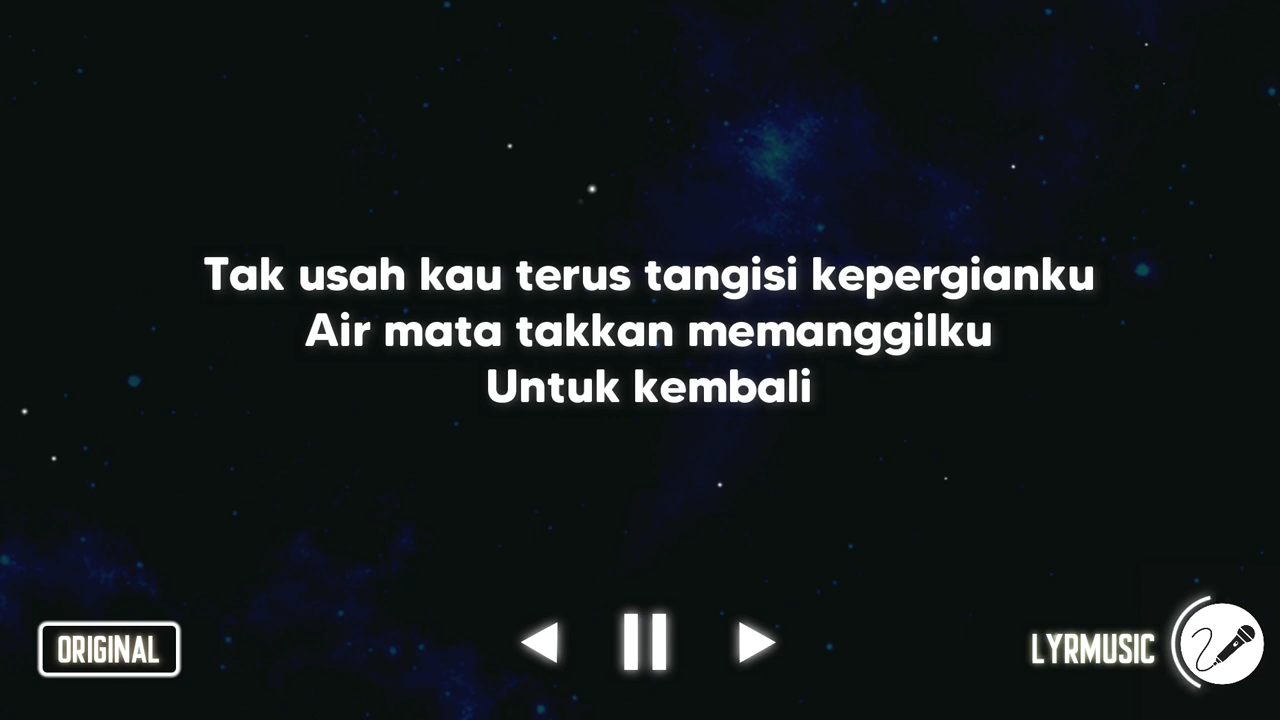 Tak usah kau terus tangisi kepergianku
Air mata takkan memanggilku
Untuk kembali
ORIGINAL
LYRMUSIC